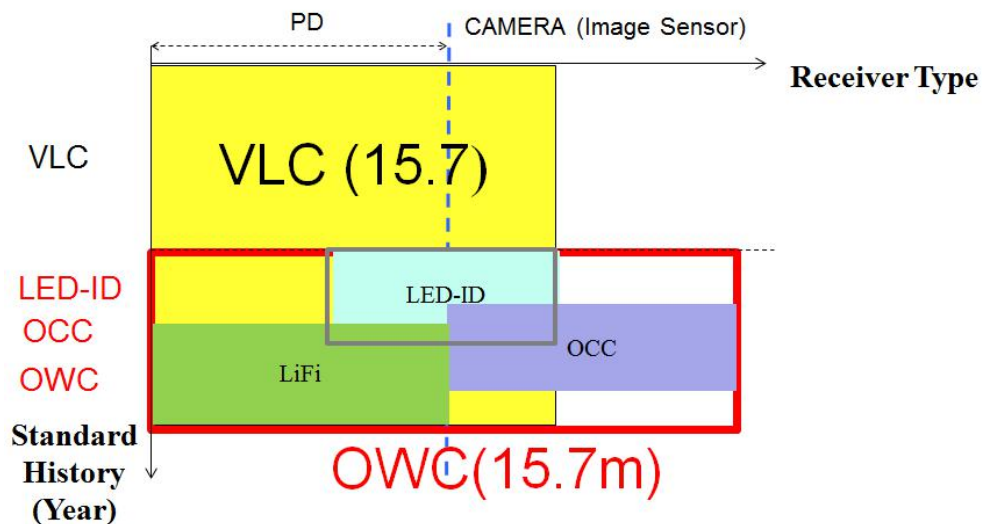 PD
CAMERA (Image Sensor)
Receiver Type
VLC
VLC (15.7)
LED-ID
LED-ID
OCC
OCC
OWC
LiFi
Standard
History
(Year)
OWC(15.7m)